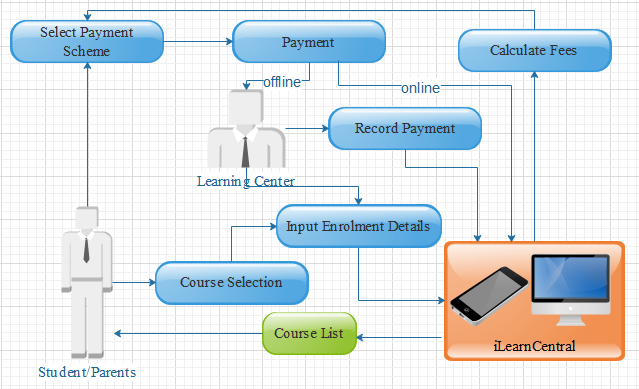 Select Payment
Scheme
Payment
Calculate Fees
offline
online
Record Payment
Learning Center
Input Enrolment Details
Course Selection
Course List
iLearnCentral
Student/Parents